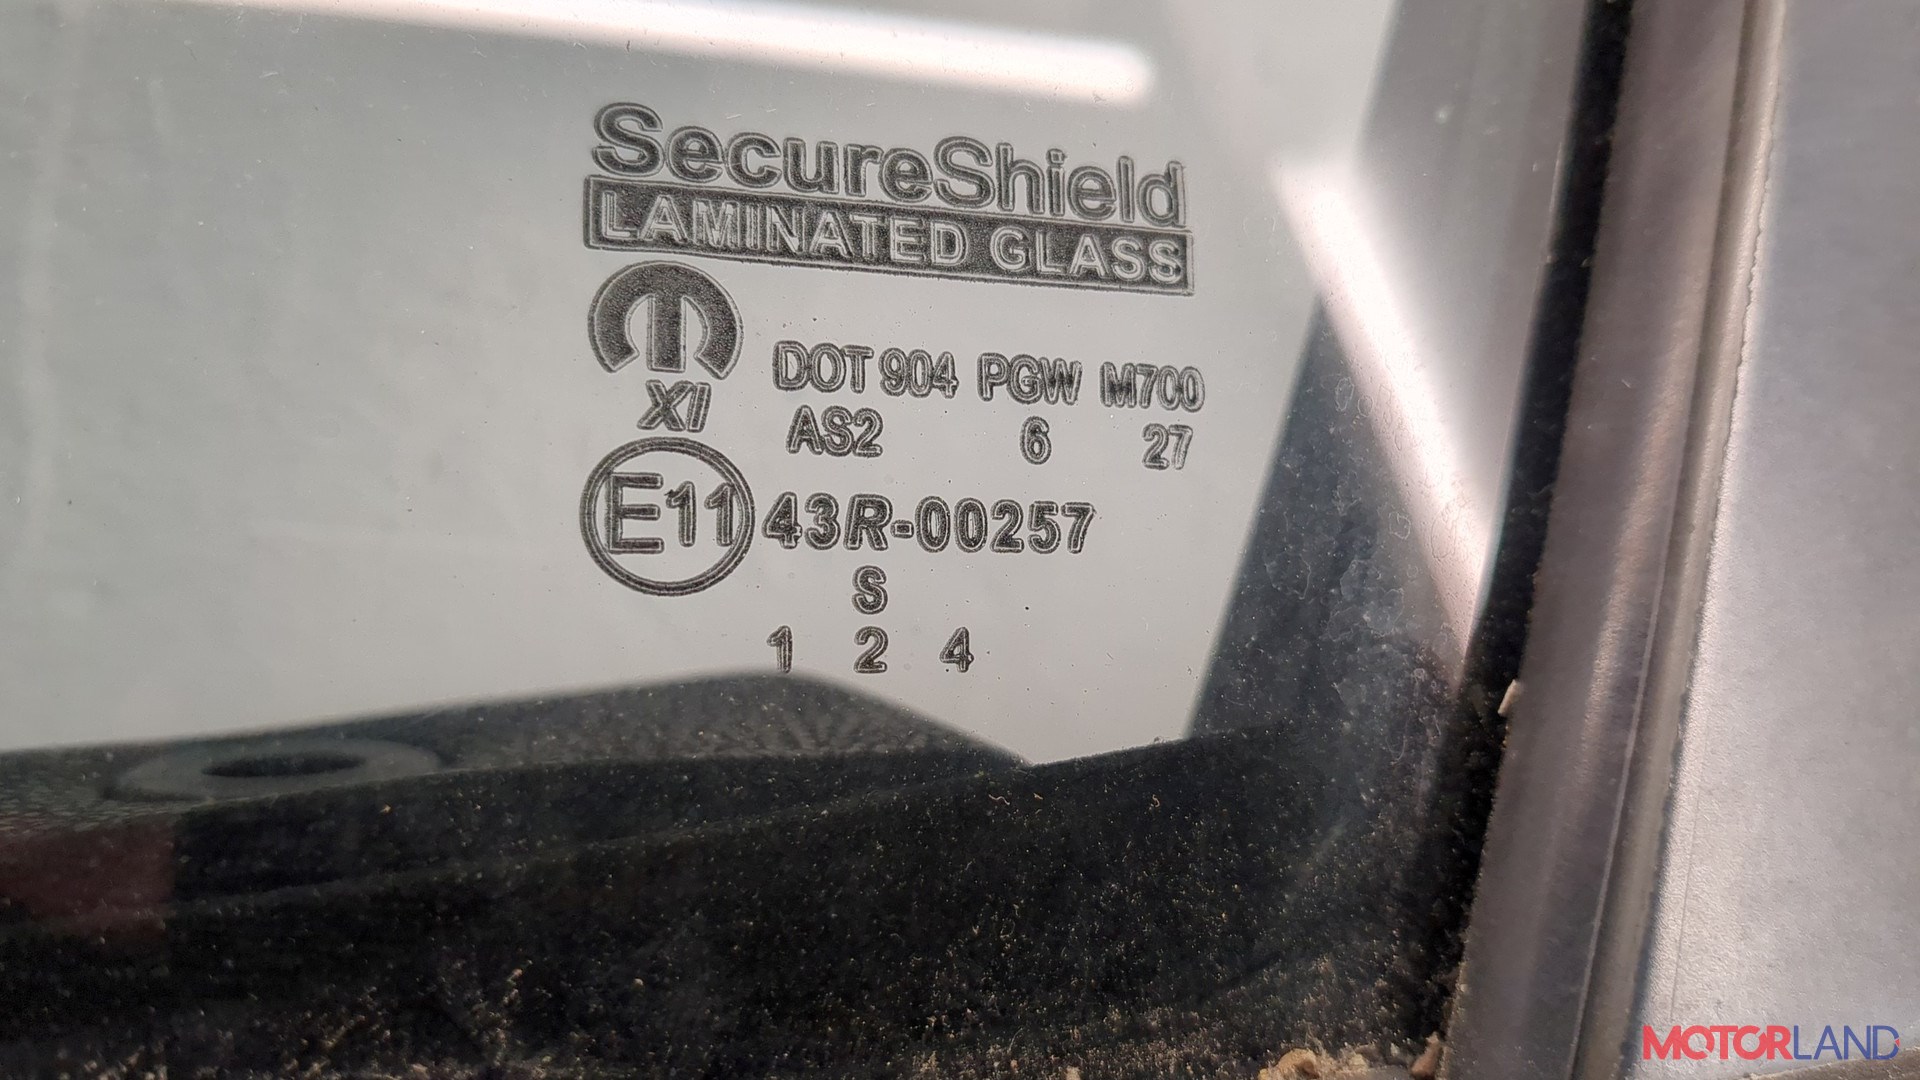 SecureShield
LAMINATED GLASS
M
DOT 904 PGW M700
XI
AS2 6 27
E11 43R-00257
S
1 2 4
MOTORLAND